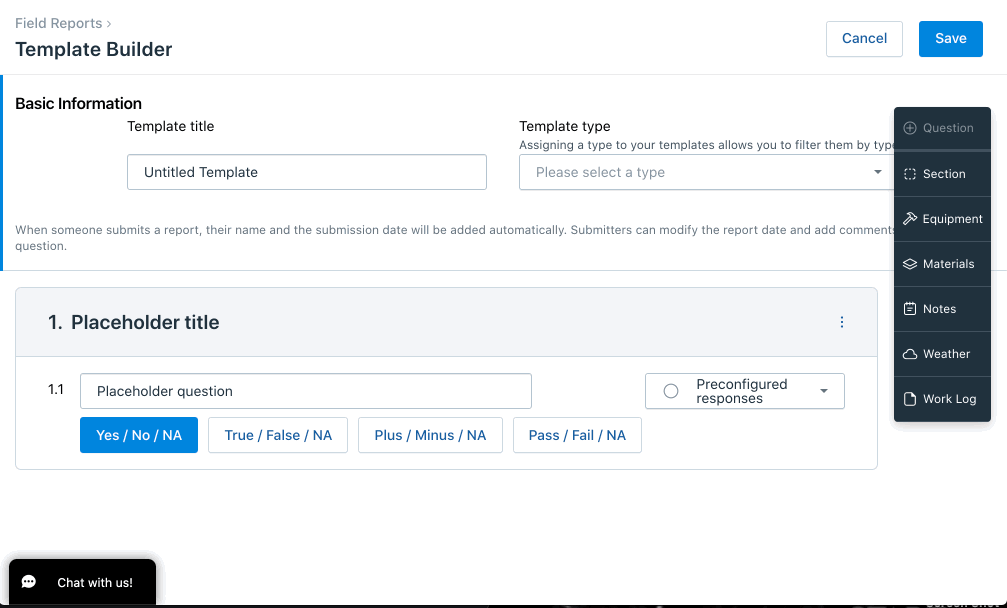 Field Reports ›
Template Builder
Cancel
Save
Basic Information
Template title
Template type
Assigning a type to your templates allows you to filter them by type
Untitled Template
Please select a type
When someone submits a report, their name and the submission date will be added automatically. Submitters can modify the report date and add comments
question.
Question
Section
Equipment
Materials
Notes
Weather
Work Log
1. Placeholder title
1.1
Placeholder question
Preconfigured
responses
Yes / No / NA
True / False / NA
Plus / Minus / NA
Pass / Fail / NA
Chat with us!